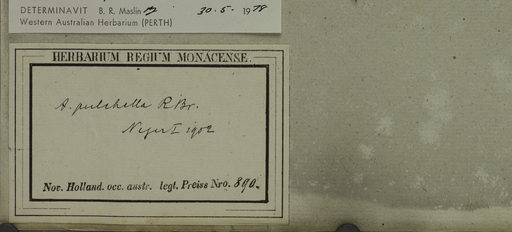 DETERMINAVIT B. R. Maslin 30.5. 1978
Western Australian Herbarium (PERTH)
HERBARIUM REGIUM MONACENSE.
A. pulchella R.Br.
I 1902
Nov. Holland. occ. austr. legt. Preiss Nro. 890.